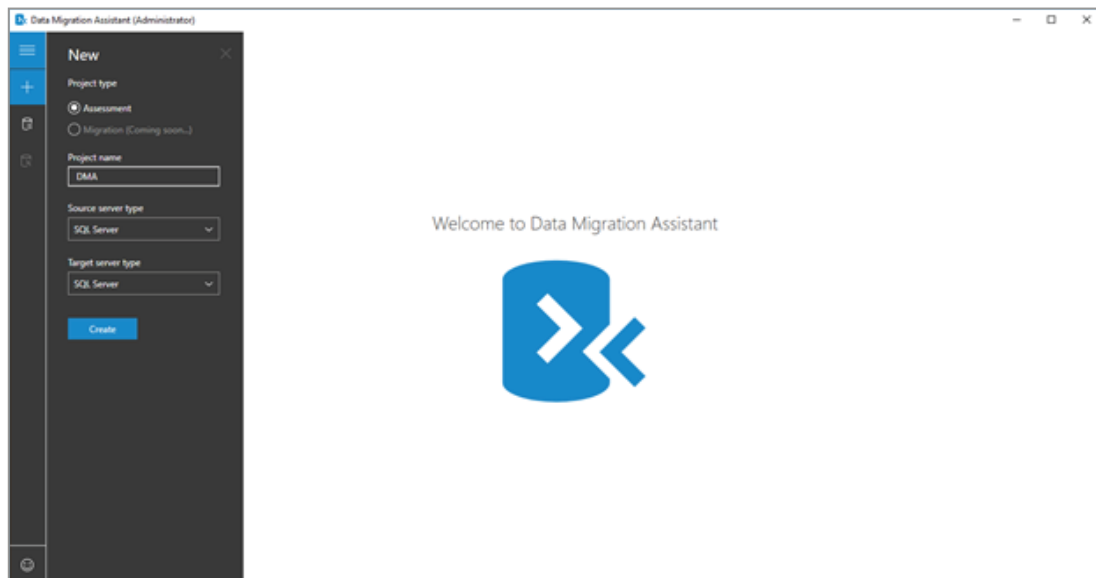 Data Migration Assistant (Administrator)
New
Project type
Assessment
Migration (Coming soon...)
Project name
DMA
Source server type
SQL Server
Target server type
SQL Server
Create
Welcome to Data Migration Assistant